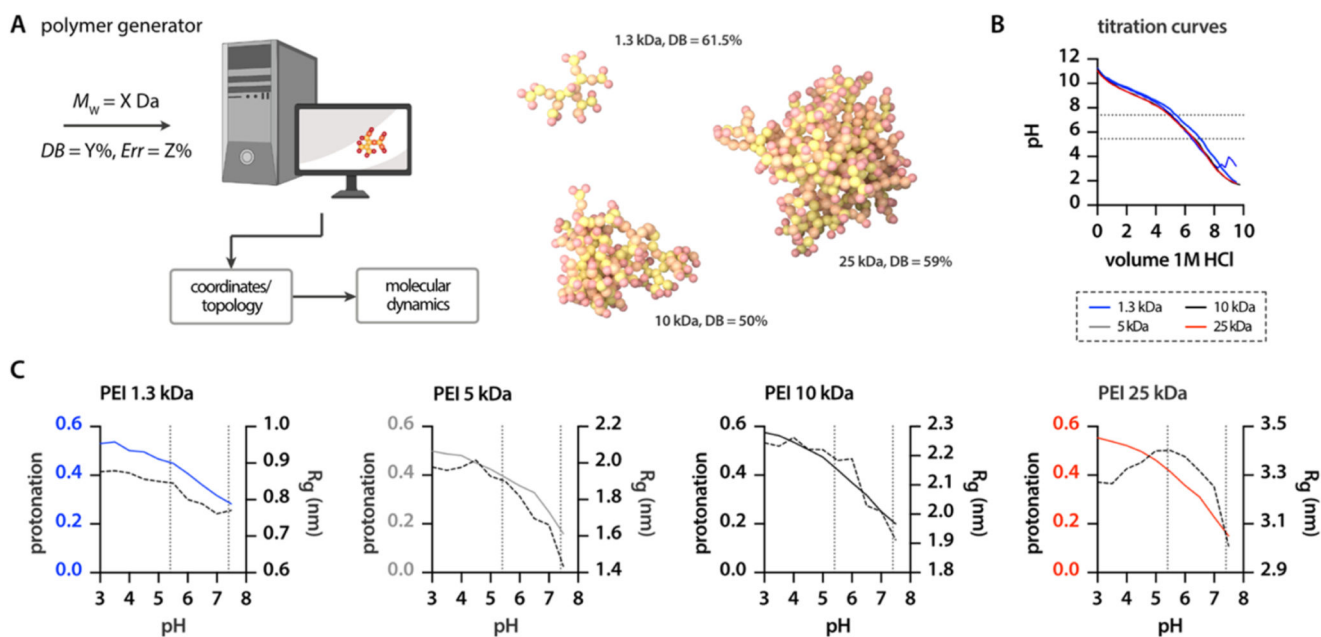 A polymer generator
Mw = X Da
DB = Y%, Err = Z%
coordinates/
topology
molecular
dynamics
1.3 kDa, DB = 61.5%
25 kDa, DB = 59%
10 kDa, DB = 50%
B titration curves
pH
12
10
8
6
4
2
0
0 2 4 6 8 10
volume 1M HCl
1.3 kDa 10 kDa
5 kDa 25 kDa
C
PEI 1.3 kDa
protonation
0.6
0.4
0.2
0.0
1.0
0.9
0.8
0.7
0.6
Rg (nm)
3 4 5 6 7 8
pH
PEI 5 kDa
protonation
0.6
0.4
0.2
0.0
2.2
2.0
1.8
1.6
1.4
Rg (nm)
3 4 5 6 7 8
pH
PEI 10 kDa
protonation
0.6
0.4
0.2
0.0
2.3
2.2
2.1
2.0
1.9
1.8
Rg (nm)
3 4 5 6 7 8
pH
PEI 25 kDa
protonation
0.6
0.4
0.2
0.0
3.5
3.3
3.1
2.9
Rg (nm)
3 4 5 6 7 8
pH